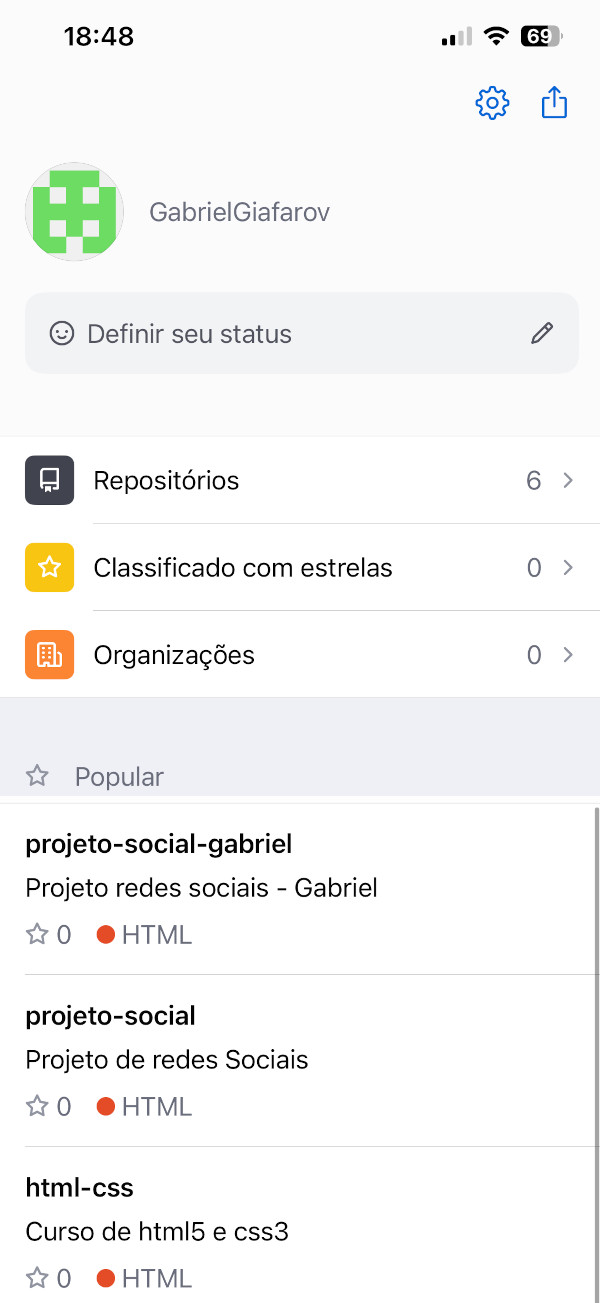 18:48
69
GabrielGiafarov
Definir seu status
Repositórios 6
Classificado com estrelas 0
Organizações 0
Popular
projeto-social-gabriel
Projeto redes sociais - Gabriel
0 HTML
projeto-social
Projeto de redes Sociais
0 HTML
html-css
Curso de html5 e css3
0 HTML